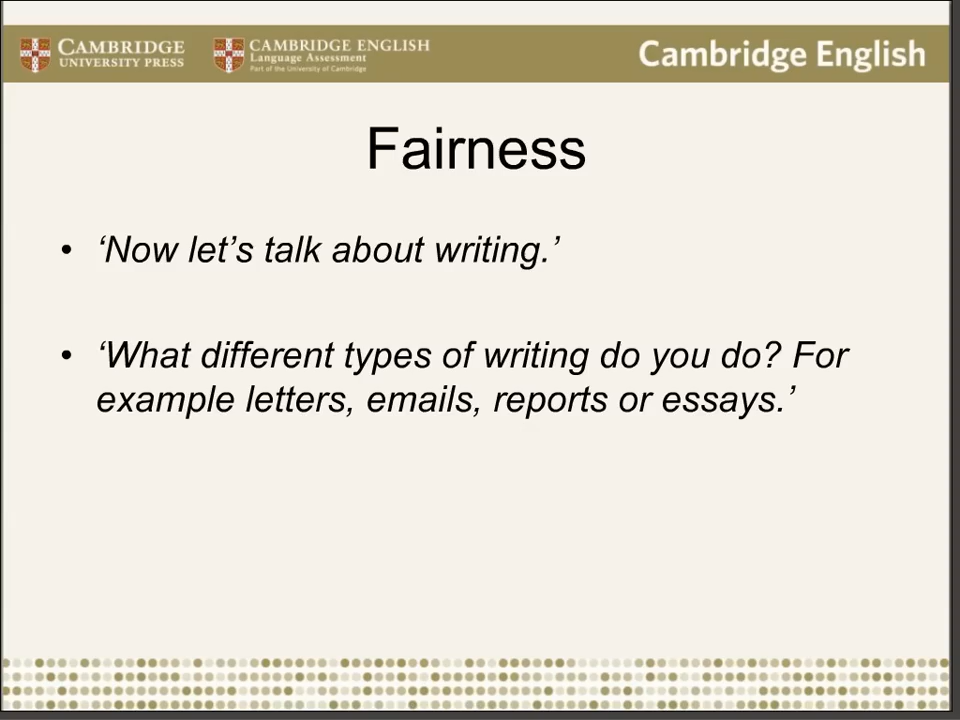 CAMBRIDGE
UNIVERSITY PRESS
CAMBRIDGE ENGLISH
Language Assessment
Part of the University of Cambridge
Cambridge English
Fairness
• ‘Now let’s talk about writing.’
• ‘What different types of writing do you do? For
example letters, emails, reports or essays.’